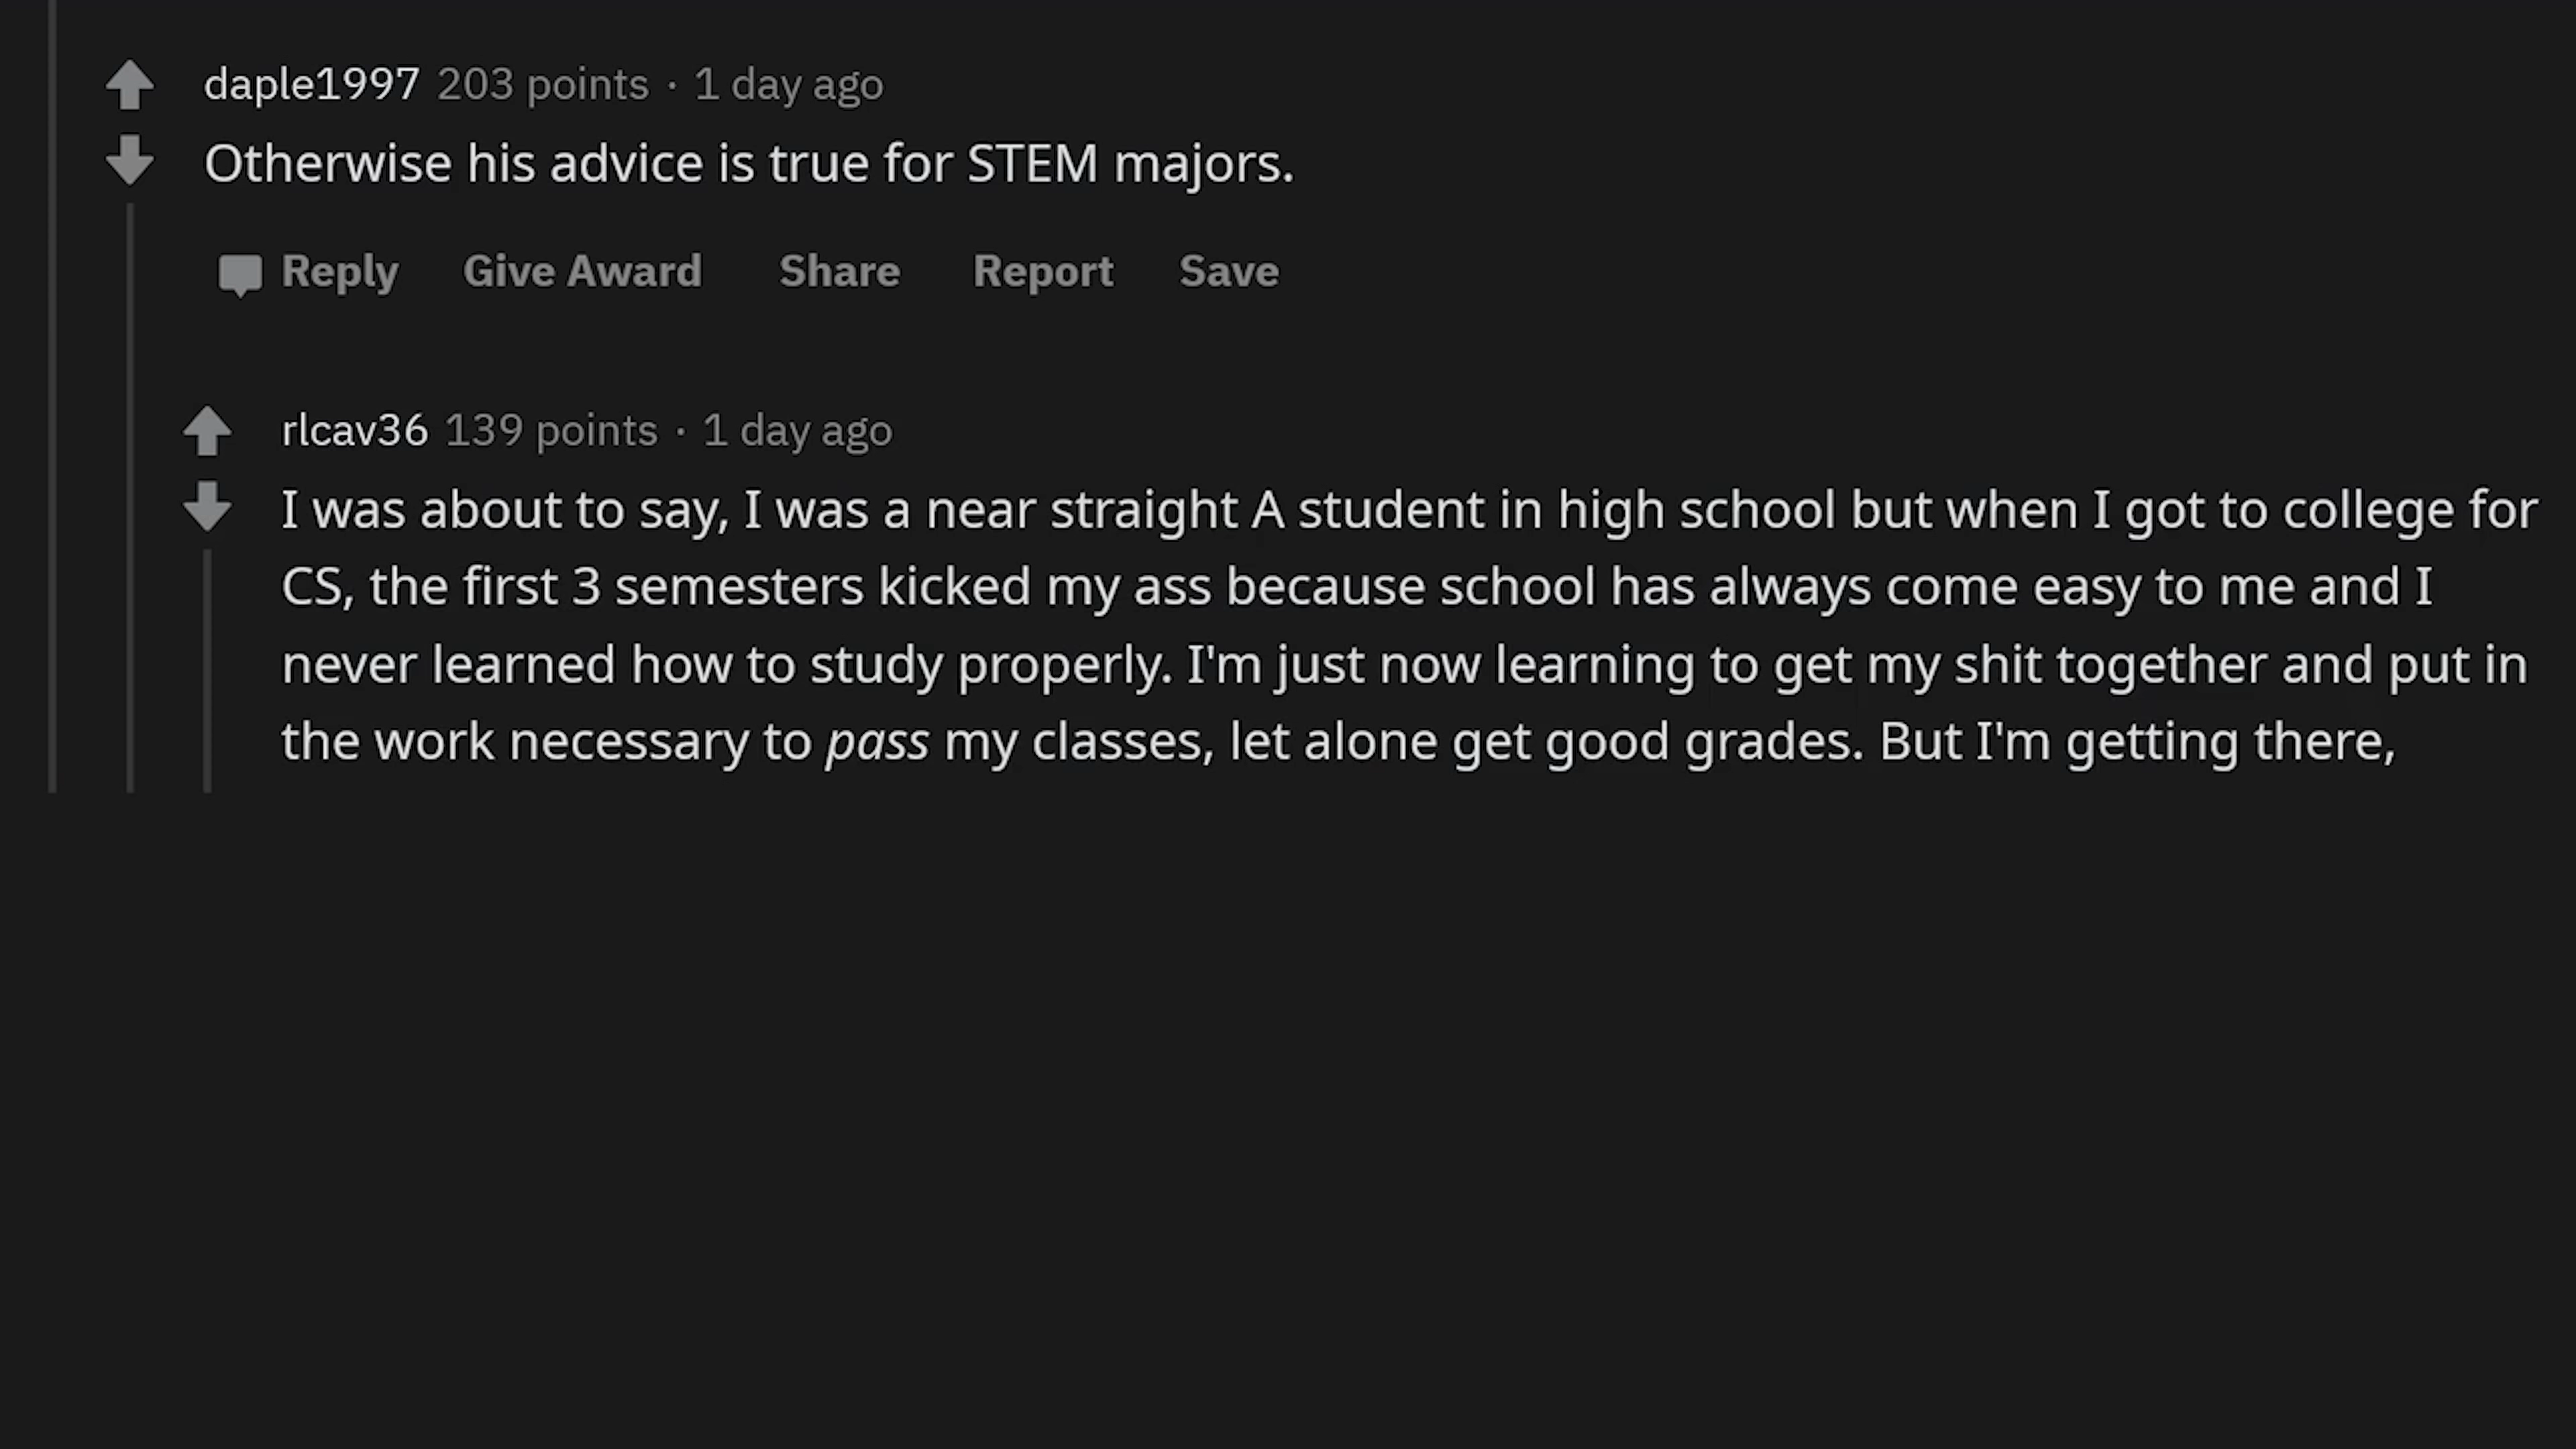 daple1997 203 points · 1 day ago
Otherwise his advice is true for STEM majors.
Reply Give Award Share Report Save
rlcav36 139 points · 1 day ago
I was about to say, I was a near straight A student in high school but when I got to college for
CS, the first 3 semesters kicked my ass because school has always come easy to me and I
never learned how to study properly. I'm just now learning to get my shit together and put in
the work necessary to pass my classes, let alone get good grades. But I'm getting there,